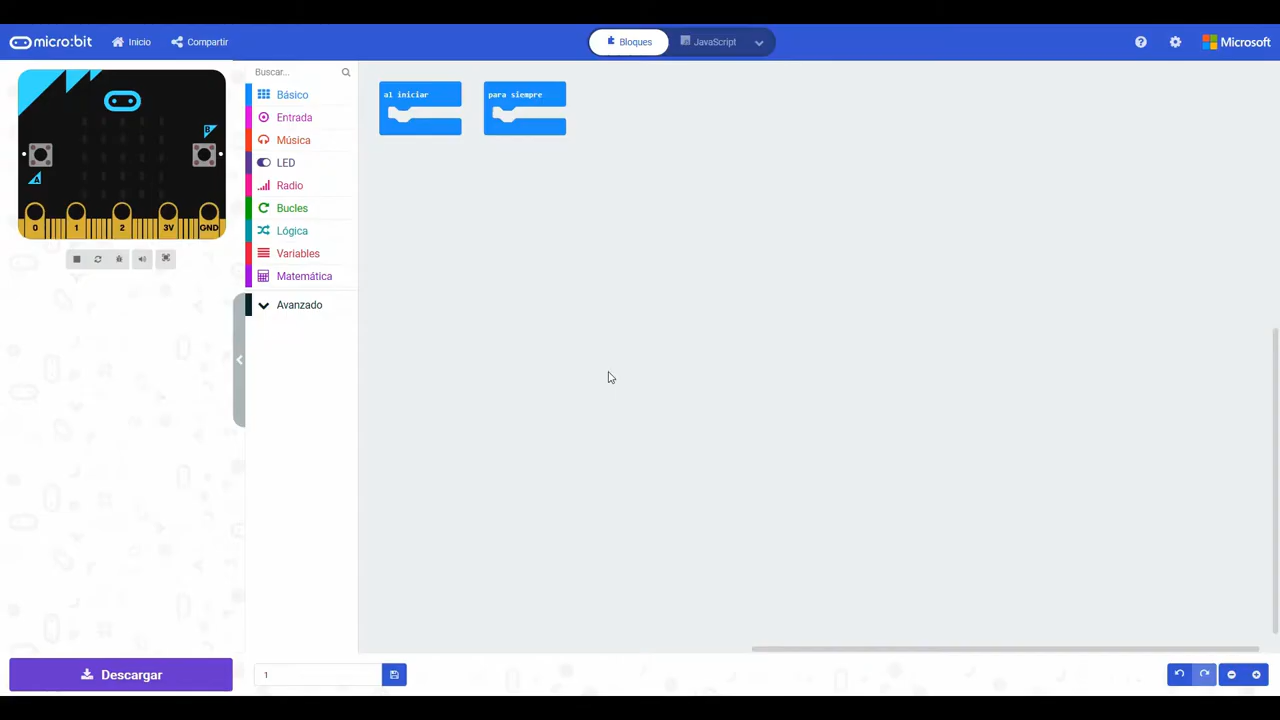 micro:bit Inicio Compartir Bloques JavaScript Microsoft
Buscar...
al iniciar para siempre
Básico
Entrada
Música
LED
Radio
Bucles
Lógica
Variables
Matemática
Avanzado
B
A
0 1 2 3V GND
Descargar 1